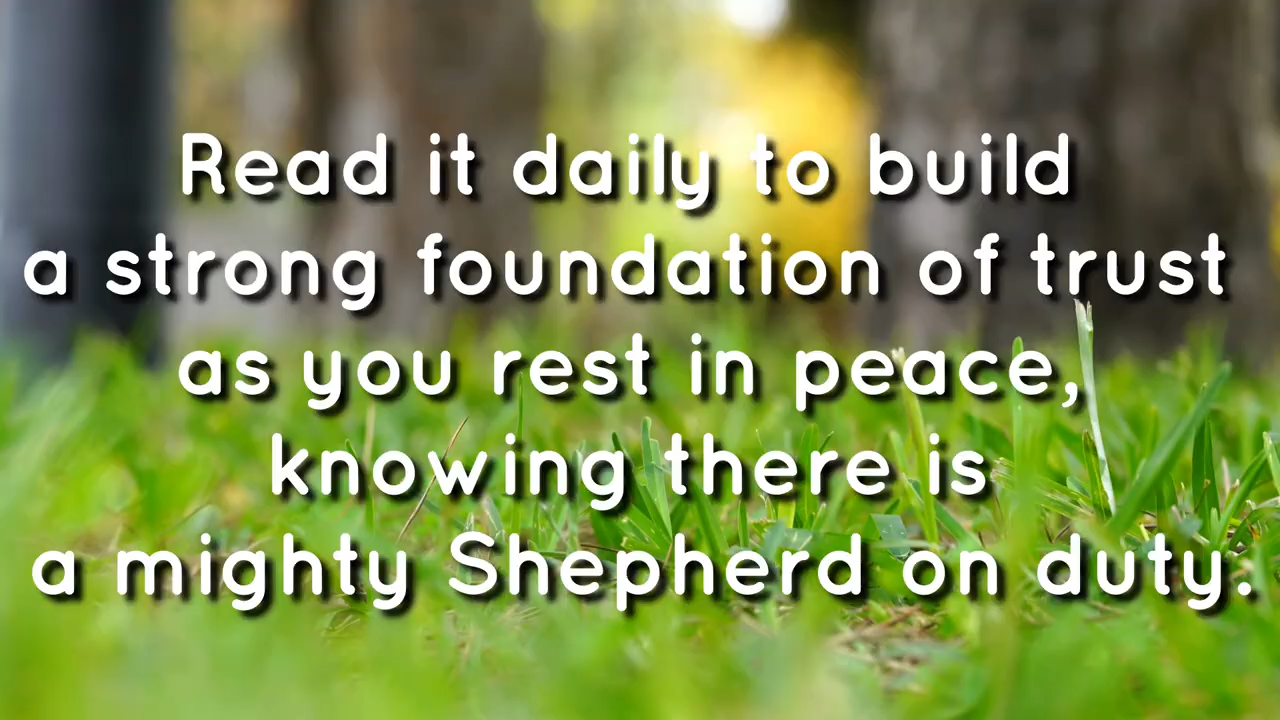 Read it daily to build
a strong foundation of trust
as you rest in peace,
knowing there is
a mighty Shepherd on duty.